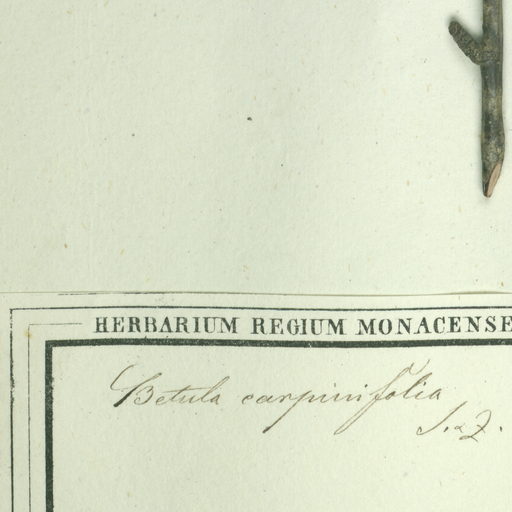 HERBARIUM REGIUM MONACENSE
Betula carpinifolia
S. & Z.